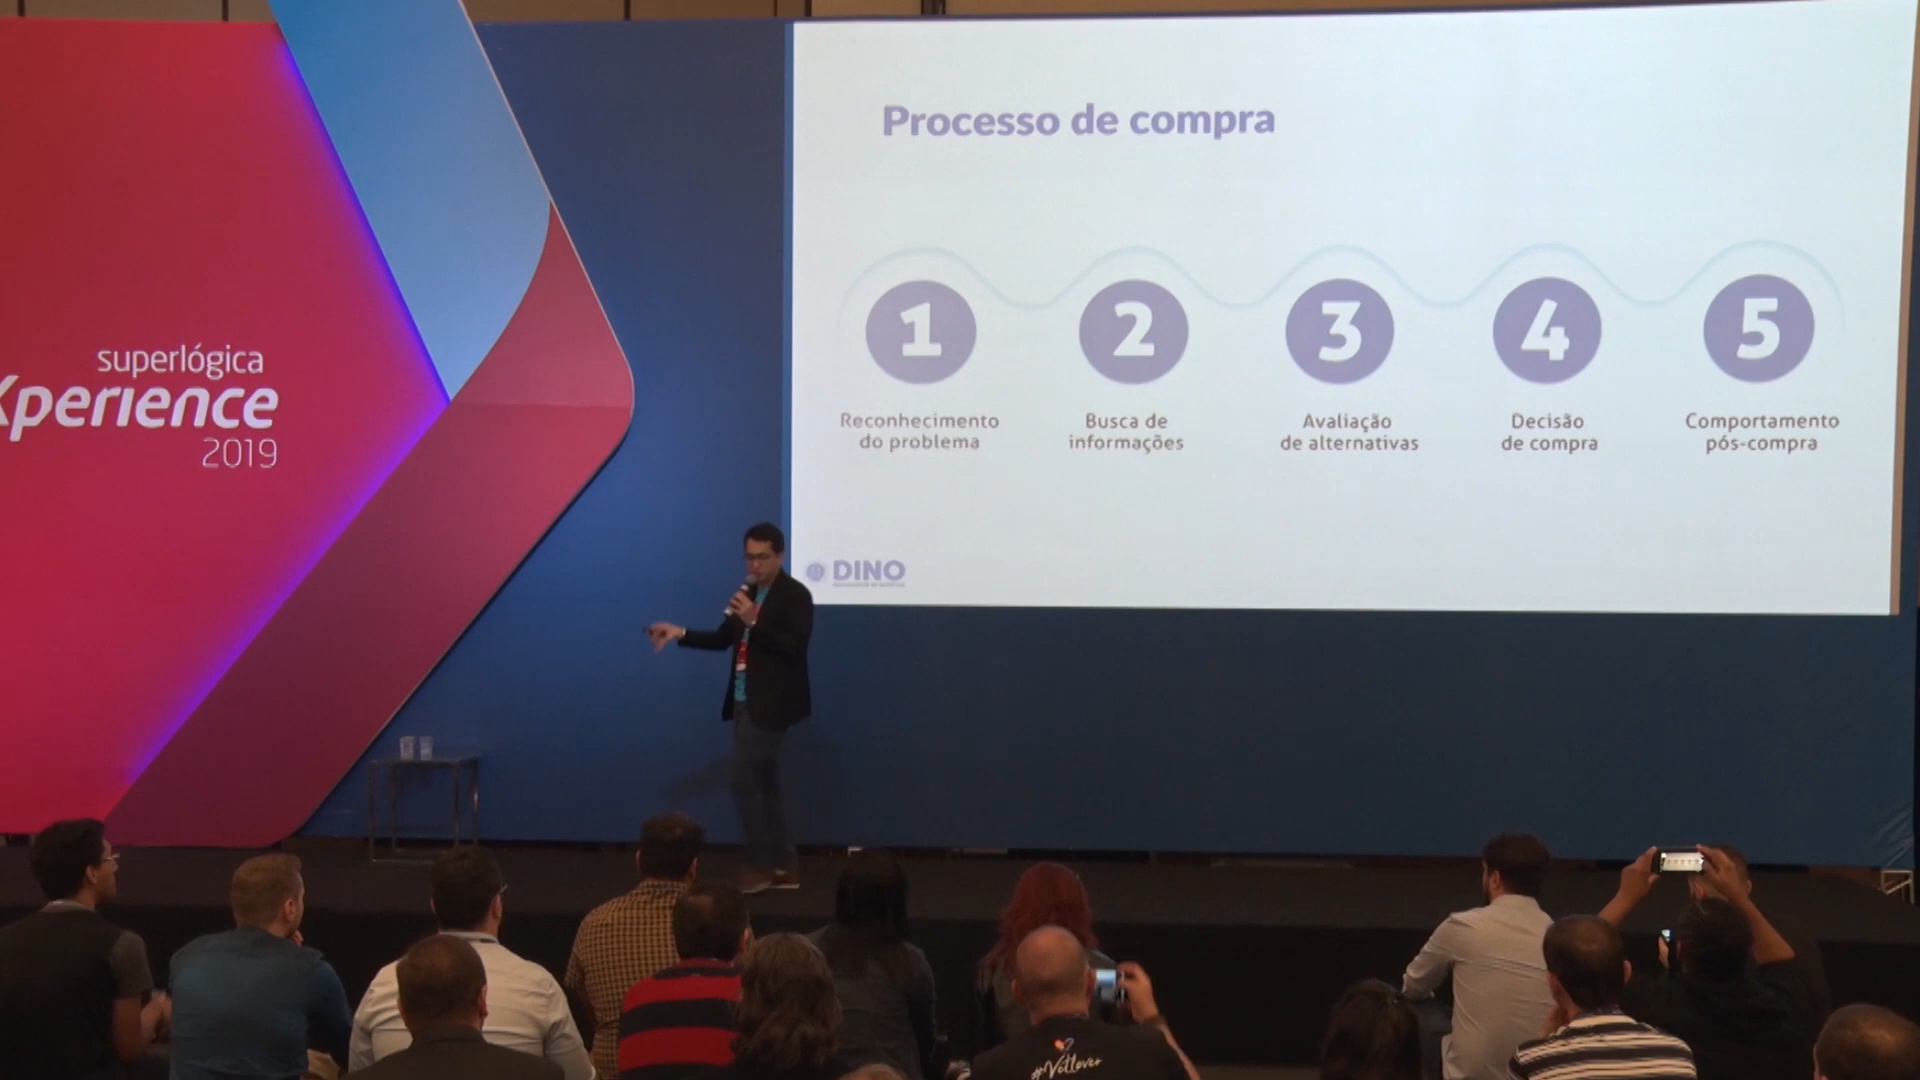 superlógica
Xperience
2019
Processo de compra
1
2
3
4
5
Reconhecimento
do problema
Busca de
informações
Avaliação
de alternativas
Decisão
de compra
Comportamento
pós-compra
DINO
#Vetlover